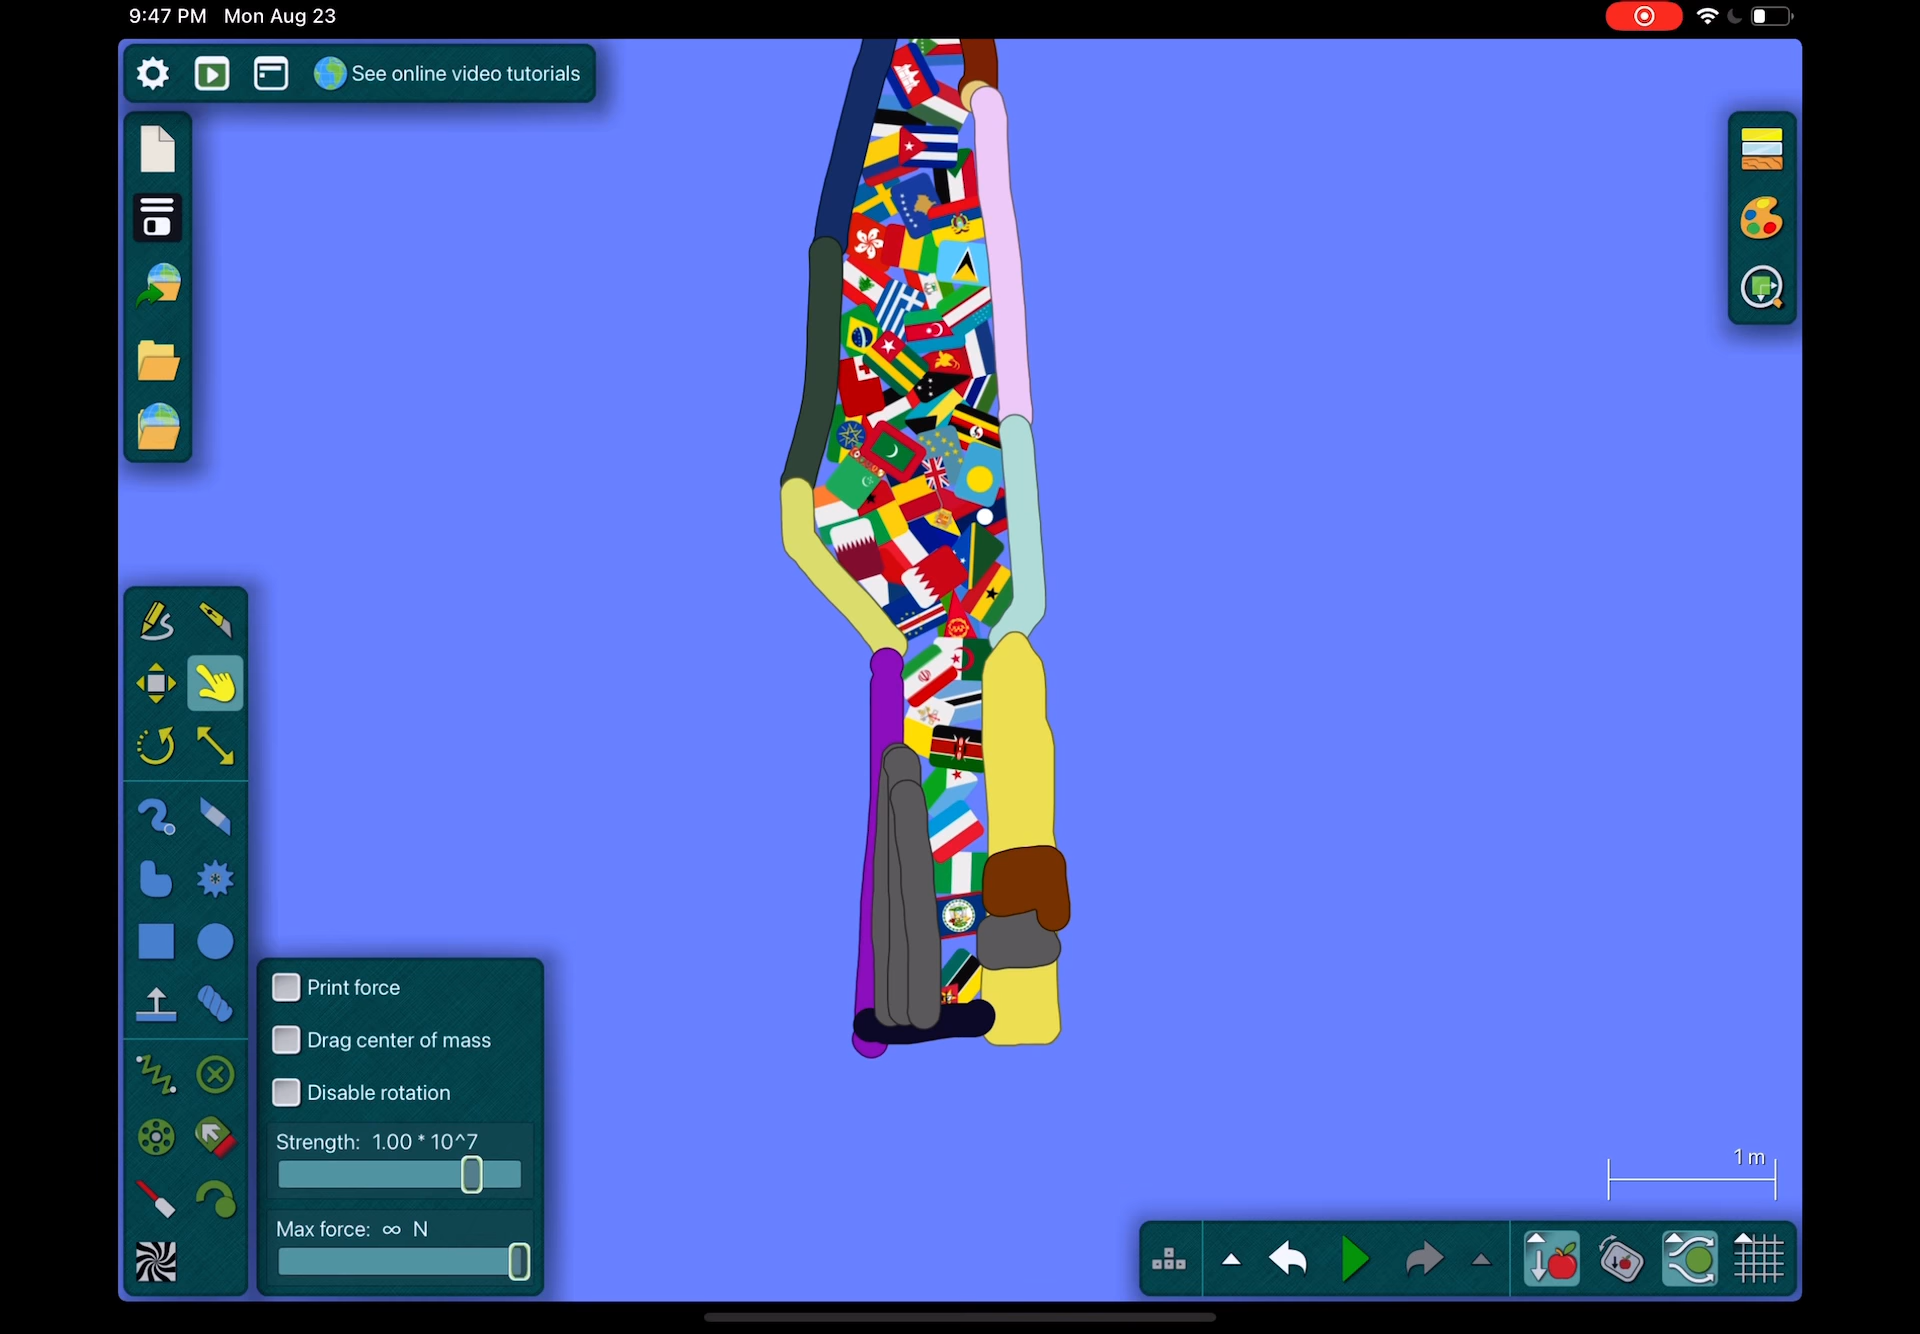 9:47 PM Mon Aug 23
See online video tutorials
Print force
Drag center of mass
Disable rotation
Strength: 1.00 * 10^7
Max force: ∞ N
1 m